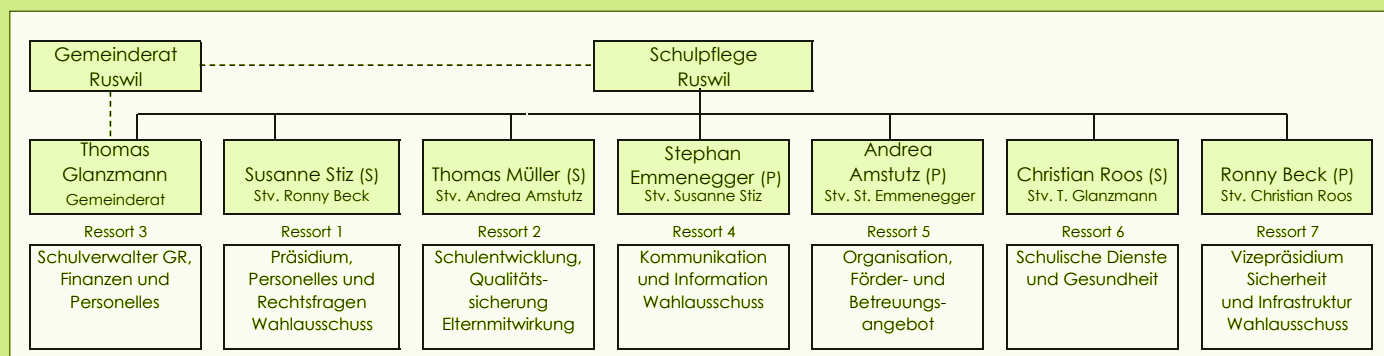 Gemeinderat
Ruswil
Schulpflege
Ruswil
Thomas
Glanzmann
Gemeinderat
Susanne Stiz (S)
Stv. Ronny Beck
Thomas Müller (S)
Stv. Andrea Amstutz
Stephan
Emmenegger (P)
Stv. Susanne Stiz
Andrea
Amstutz (P)
Stv. St. Emmenegger
Christian Roos (S)
Stv. T. Glanzmann
Ronny Beck (P)
Stv. Christian Roos
Ressort 3
Schulverwalter GR,
Finanzen und
Personelles
Ressort 1
Präsidium,
Personelles und
Rechtsfragen
Wahlausschuss
Ressort 2
Schulentwicklung,
Qualitäts-
sicherung
Elternmitwirkung
Ressort 4
Kommunikation
und Information
Wahlausschuss
Ressort 5
Organisation,
Förder- und
Betreuungs-
angebot
Ressort 6
Schulische Dienste
und Gesundheit
Ressort 7
Vizepräsidium
Sicherheit
und Infrastruktur
Wahlausschuss